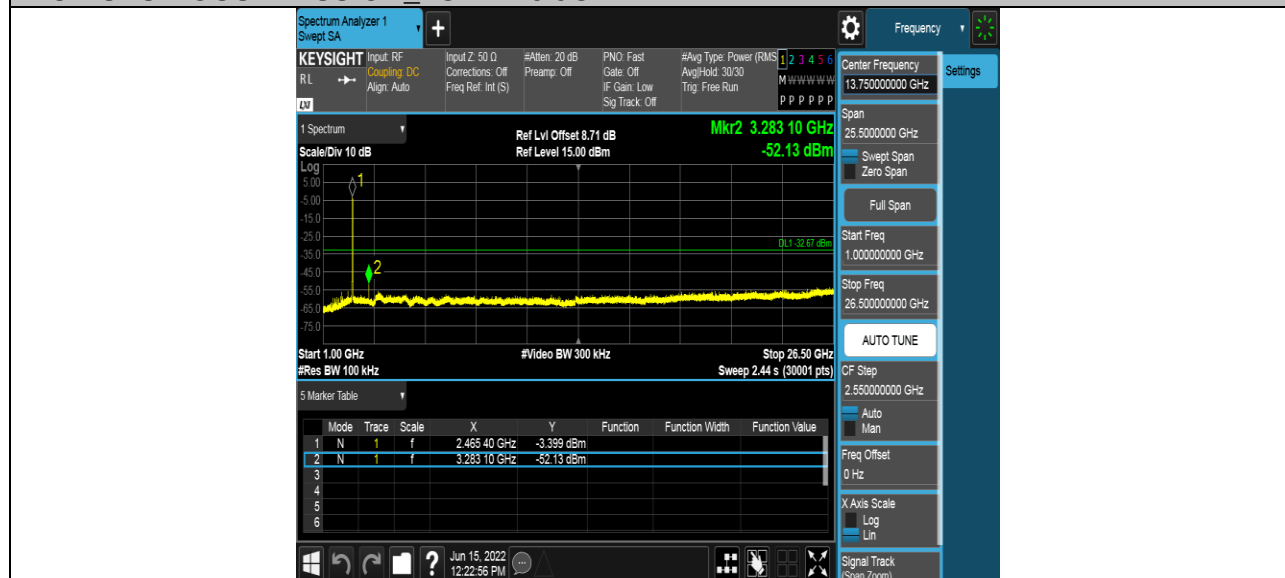 Spectrum Analyzer 1
Swept SA
+
Frequency
KEYSIGHT
RL
LXI
Input: RF
Coupling: DC
Align: Auto
Input Z: 50 Ω
Corrections: Off
Freq Ref: Int (S)
#Atten: 20 dB
Preamp: Off
PNO: Fast
Gate: Off
IF Gain: Low
Sig Track: Off
#Avg Type: Power (RMS
Avg|Hold: 30/30
Trig: Free Run
1 2 3 4 5 6
M W W W W W
P P P P P P
Center Frequency
13.750000000 GHz
Settings
Span
25.5000000 GHz
Swept Span
Zero Span
Full Span
Start Freq
1.000000000 GHz
Stop Freq
26.500000000 GHz
AUTO TUNE
CF Step
2.550000000 GHz
Auto
Man
Freq Offset
0 Hz
X Axis Scale
Log
Lin
Signal Track
(Span Zoom)
1 Spectrum
Scale/Div 10 dB
Ref Lvl Offset 8.71 dB
Ref Level 15.00 dBm
Mkr2 3.283 10 GHz
-52.13 dBm
Log
5.00
-5.00
-15.0
-25.0
-35.0
-45.0
-55.0
-65.0
-75.0
1
2
DL1 -32.67 dBm
Start 1.00 GHz
#Res BW 100 kHz
#Video BW 300 kHz
Stop 26.50 GHz
Sweep 2.44 s (30001 pts)
5 Marker Table
Mode Trace Scale X Y Function Function Width Function Value
1 N 1 f 2.465 40 GHz -3.399 dBm
2 N 1 f 3.283 10 GHz -52.13 dBm
3
4
5
6
?
Jun 15, 2022
12:22:56 PM